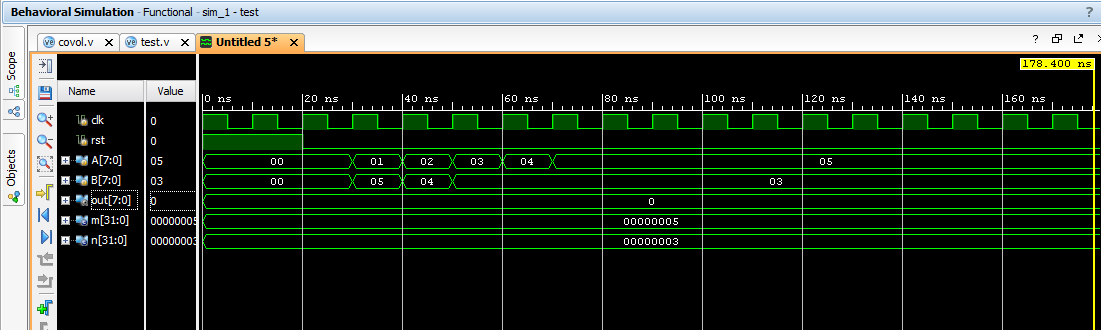 Behavioral Simulation - Functional - sim_1 - test ?
covol.v × test.v × Untitled 5* × ?
Scope
Objects
178.400 ns
Name Value
0 ns 20 ns 40 ns 60 ns 80 ns 100 ns 120 ns 140 ns 160 ns
clk 0
rst 0
A[7:0] 05 00 01 02 03 04 05
B[7:0] 03 00 05 04 03
out[7:0] 0 0
m[31:0] 00000005 00000005
n[31:0] 00000003 00000003